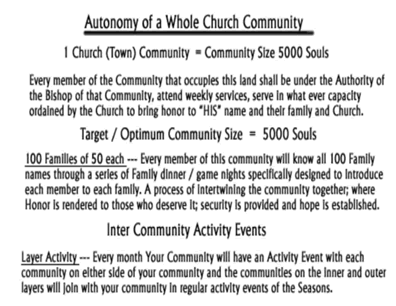 Autonomy of a Whole Church Community
1 Church (Town) Community = Community Size 5000 Souls
Every member of the Community that occupies this land shall be under the Authority of
the Bishop of that Community, attend weekly services, serve in what ever capacity
ordained by the Church to bring honor to "HIS" name and their family and Church.
Target / Optimum Community Size = 5000 Souls
100 Families of 50 each --- Every member of this community will know all 100 Family
names through a series of Family dinner / game nights specifically designed to introduce
each member to each family. A process of intertwining the community together; where
Honor is rendered to those who deserve it; security is provided and hope is established.
Inter Community Activity Events
Layer Activity --- Every month Your Community will have an Activity Event with each
community on either side of your community and the communities on the inner and outer
layers will join with your community in regular activity events of the Seasons.